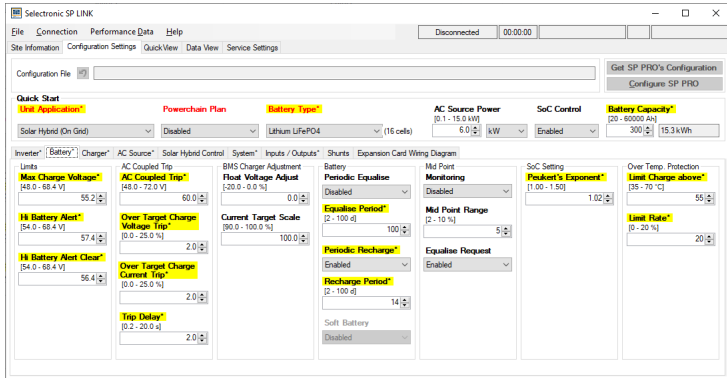 Selectronic SP LINK
File Connection Performance Data Help
Disconnected 00:00:00
Site Information Configuration Settings QuickView Data View Service Settings
Configuration File
Get SP PRO's Configuration
Configure SP PRO
Quick Start
Unit Application* Powerchain Plan Battery Type* AC Source Power SoC Control Battery Capacity*
[0.1 - 15.0 kW] [20 - 60000 Ah]
Solar Hybrid (On Grid) Disabled Lithium LiFePO4 (16 cells) 6.0 kW Enabled 300 15.3 kWh
Inverter* Battery* Charger* AC Source* Solar Hybrid Control System* Inputs / Outputs* Shunts Expansion Card Wiring Diagram
Limits
Max Charge Voltage*
[48.0 - 68.4 V]
55.2
Hi Battery Alert*
[54.0 - 68.4 V]
57.4
Hi Battery Alert Clear*
[54.0 - 68.4 V]
56.4
AC Coupled Trip
AC Coupled Trip*
[48.0 - 72.0 V]
60.0
Over Target Charge
Voltage Trip*
[0.0 - 25.0 %]
2.0
Over Target Charge
Current Trip*
[0.0 - 25.0 %]
2.0
Trip Delay*
[0.2 - 20.0 s]
2.0
BMS Charger Adjustment
Float Voltage Adjust
[-20.0 - 0.0 %]
0.0
Current Target Scale
[90.0 - 100.0 %]
100.0
Battery
Periodic Equalise
Disabled
Equalise Period*
[2 - 100 d]
100
Periodic Recharge*
Enabled
Recharge Period*
[2 - 100 d]
14
Soft Battery
Disabled
Mid Point
Monitoring
Disabled
Mid Point Range
[2 - 10 %]
5
Equalise Request
Enabled
SoC Setting
Peukert's Exponent*
[1.00 - 1.50]
1.02
Over Temp. Protection
Limit Charge above*
[35 - 70 °C]
55
Limit Rate*
[0 - 20 %]
20